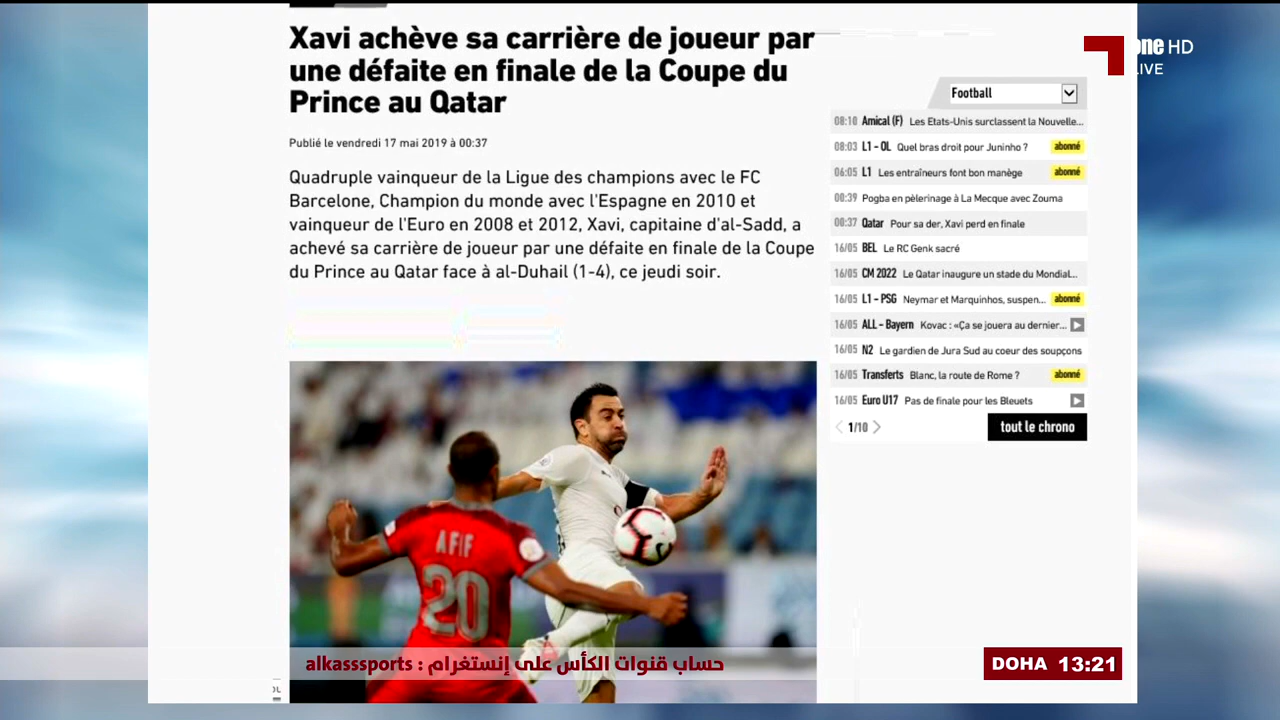 Xavi achève sa carrière de joueur par
une défaite en finale de la Coupe du
Prince au Qatar
Publié le vendredi 17 mai 2019 à 00:37
Quadruple vainqueur de la Ligue des champions avec le FC
Barcelone, Champion du monde avec l'Espagne en 2010 et
vainqueur de l'Euro en 2008 et 2012, Xavi, capitaine d'al-Sadd, a
achevé sa carrière de joueur par une défaite en finale de la Coupe
du Prince au Qatar face à al-Duhail (1-4), ce jeudi soir.
one HD
LIVE
Football
08:10 Amical (F) Les Etats-Unis surclassent la Nouvelle...
08:03 L1 - OL Quel bras droit pour Juninho ? abonné
06:05 L1 Les entraîneurs font bon manège abonné
00:39 Pogba en pèlerinage à La Mecque avec Zouma
00:37 Qatar Pour sa der, Xavi perd en finale
16/05 BEL Le RC Genk sacré
16/05 CM 2022 Le Qatar inaugure un stade du Mondial...
16/05 L1 - PSG Neymar et Marquinhos, suspen... abonné
16/05 ALL - Bayern Kovac : «Ça se jouera au dernier...
16/05 N2 Le gardien de Jura Sud au coeur des soupçons
16/05 Transferts Blanc, la route de Rome ? abonné
16/05 Euro U17 Pas de finale pour les Bleuets
1/10
tout le chrono
AFIF
20
حساب قنوات الكأس على إنستغرام : alkasssports
DOHA 13:21